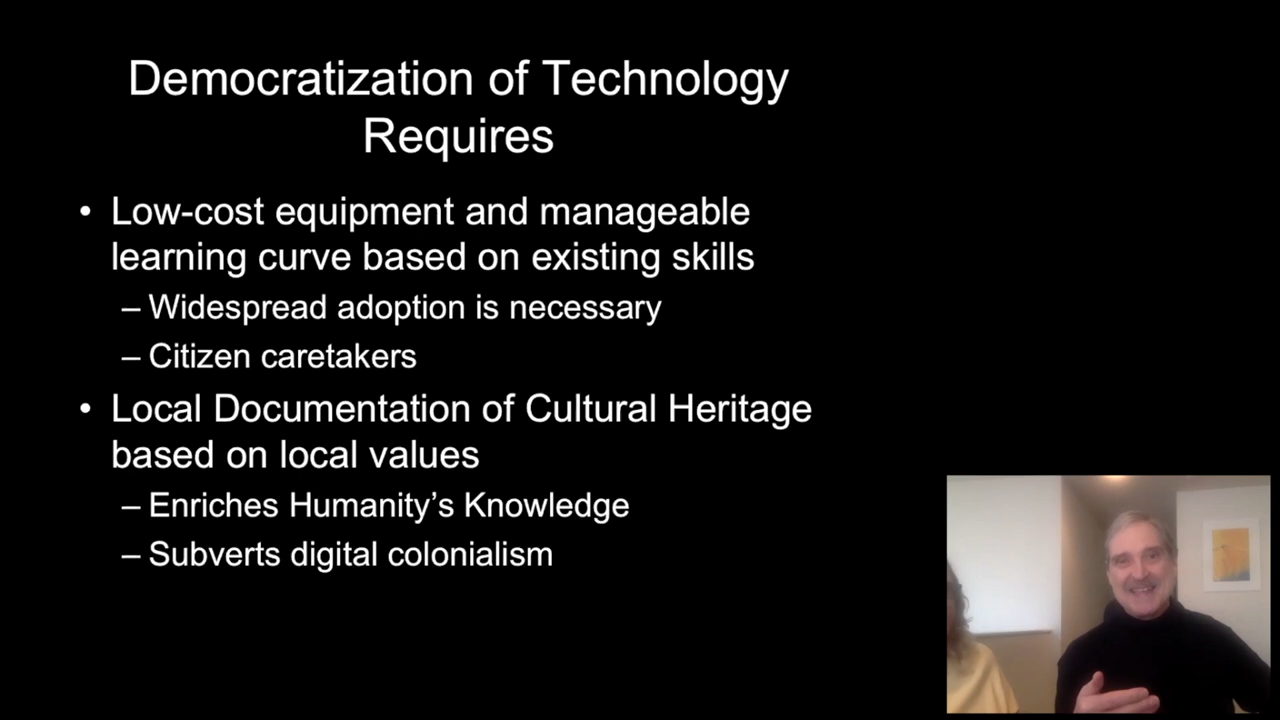 Democratization of Technology
Requires
• Low-cost equipment and manageable
learning curve based on existing skills
– Widespread adoption is necessary
– Citizen caretakers
• Local Documentation of Cultural Heritage
based on local values
– Enriches Humanity’s Knowledge
– Subverts digital colonialism